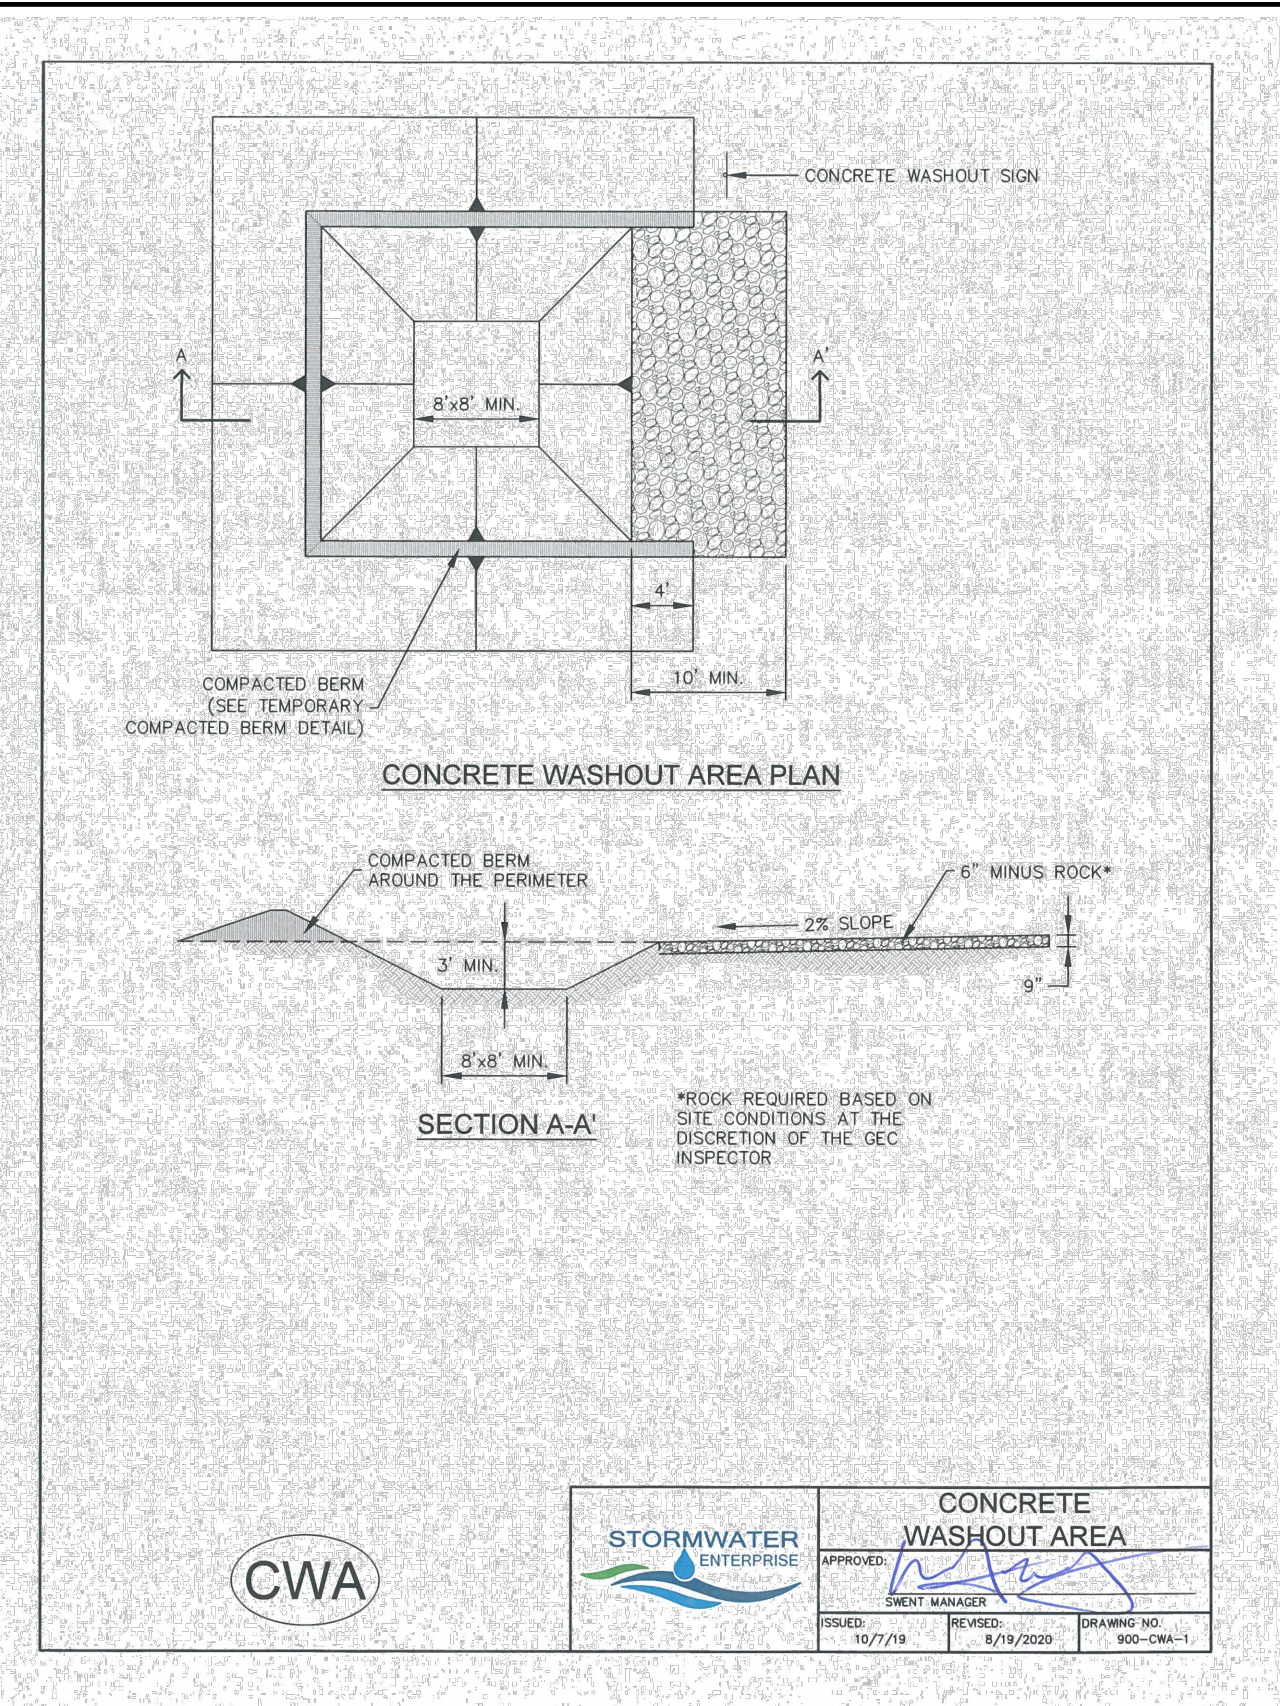 CONCRETE WASHOUT SIGN
A
A'
8'x8' MIN.
4'
10' MIN.
COMPACTED BERM
(SEE TEMPORARY
COMPACTED BERM DETAIL)
CONCRETE WASHOUT AREA PLAN
COMPACTED BERM
AROUND THE PERIMETER
6" MINUS ROCK*
2% SLOPE
3' MIN.
9"
8'x8' MIN.
SECTION A-A'
*ROCK REQUIRED BASED ON
SITE CONDITIONS AT THE
DISCRETION OF THE GEC
INSPECTOR
CWA
STORMWATER
ENTERPRISE
CONCRETE
WASHOUT AREA
APPROVED:
SWENT MANAGER
ISSUED:
10/7/19
REVISED:
8/19/2020
DRAWING NO.
900-CWA-1